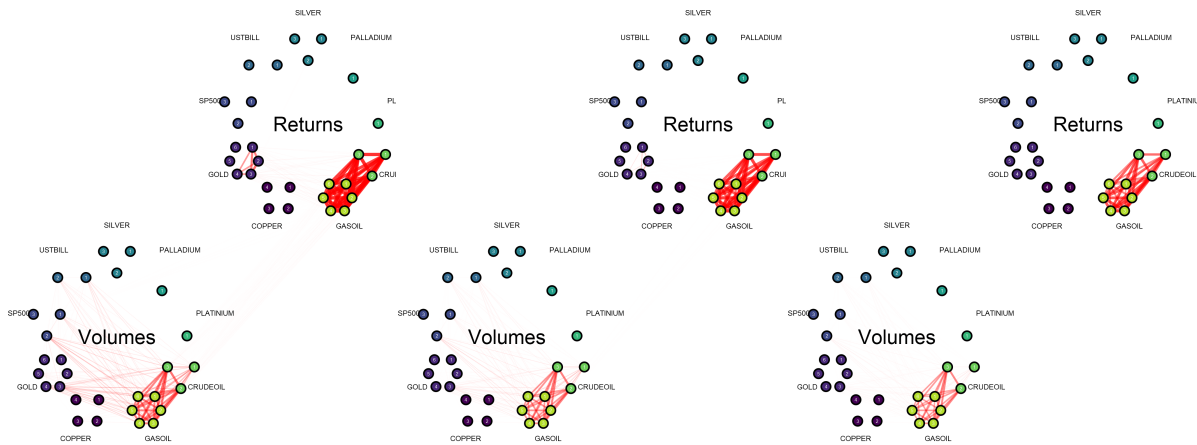 SILVER SILVER SILVER
USTBILL PALLADIUM USTBILL PALLADIUM USTBILL PALLADIUM
SP500 PL SP500 PL SP500 PLATINIU
Returns Returns Returns
GOLD CRUI GOLD CRUI GOLD CRUDEOIL
COPPER GASOIL COPPER GASOIL COPPER GASOIL
SILVER SILVER SILVER
USTBILL PALLADIUM USTBILL PALLADIUM USTBILL PALLADIUM
SP500 PLATINIUM SP500 PLATINIUM SP500 PLATINIUM
Volumes Volumes Volumes
GOLD CRUDEOIL GOLD CRUDEOIL GOLD CRUDEOIL
COPPER GASOIL COPPER GASOIL COPPER GASOIL